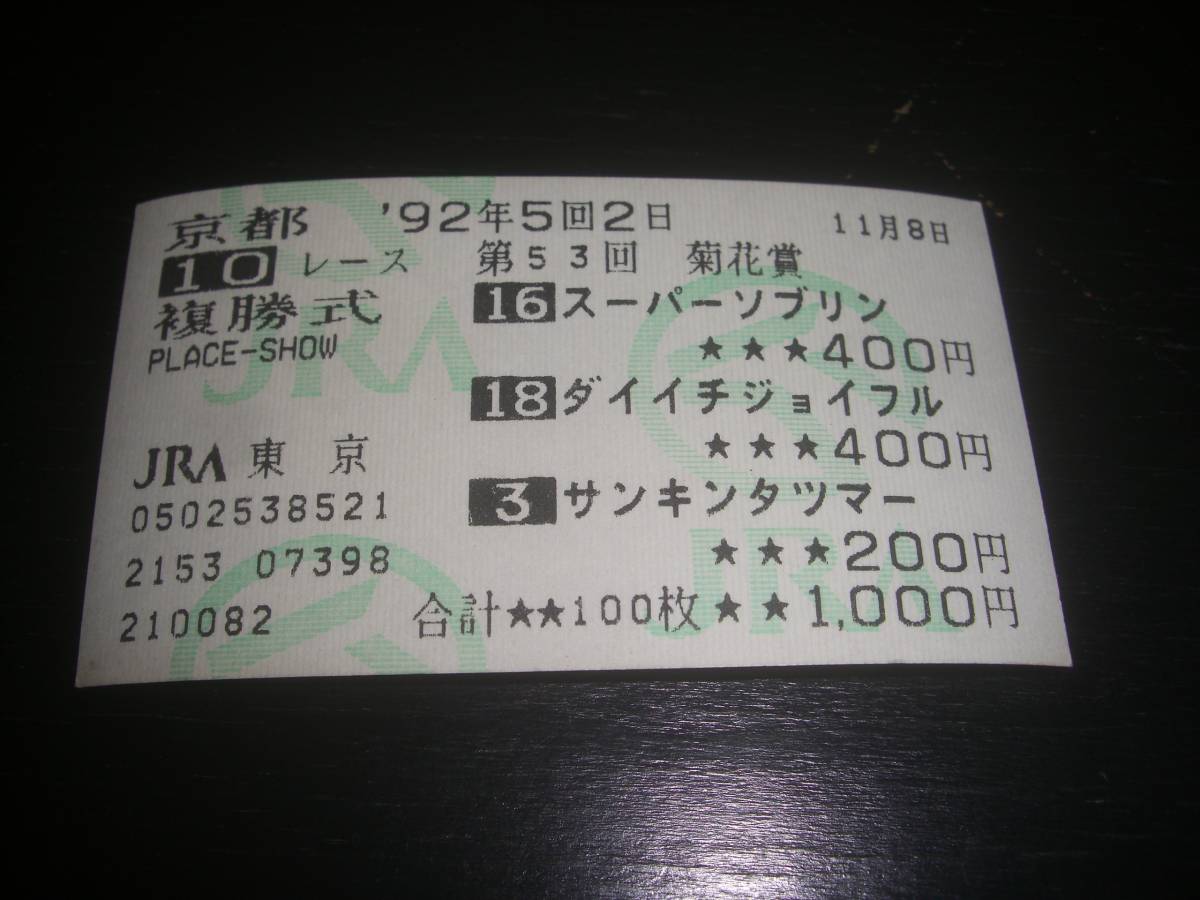 京都 '92年5回2日 11月8日
10 レース 第53回 菊花賞
複勝式 16 スーパーソブリン
PLACE-SHOW ★★★400円
18 ダイイチジョイフル
JRA 東京 ★★★400円
0502538521 3 サンキンタツマー
2153 07398 ★★★200円
210082 合計★★100枚★★1,000円